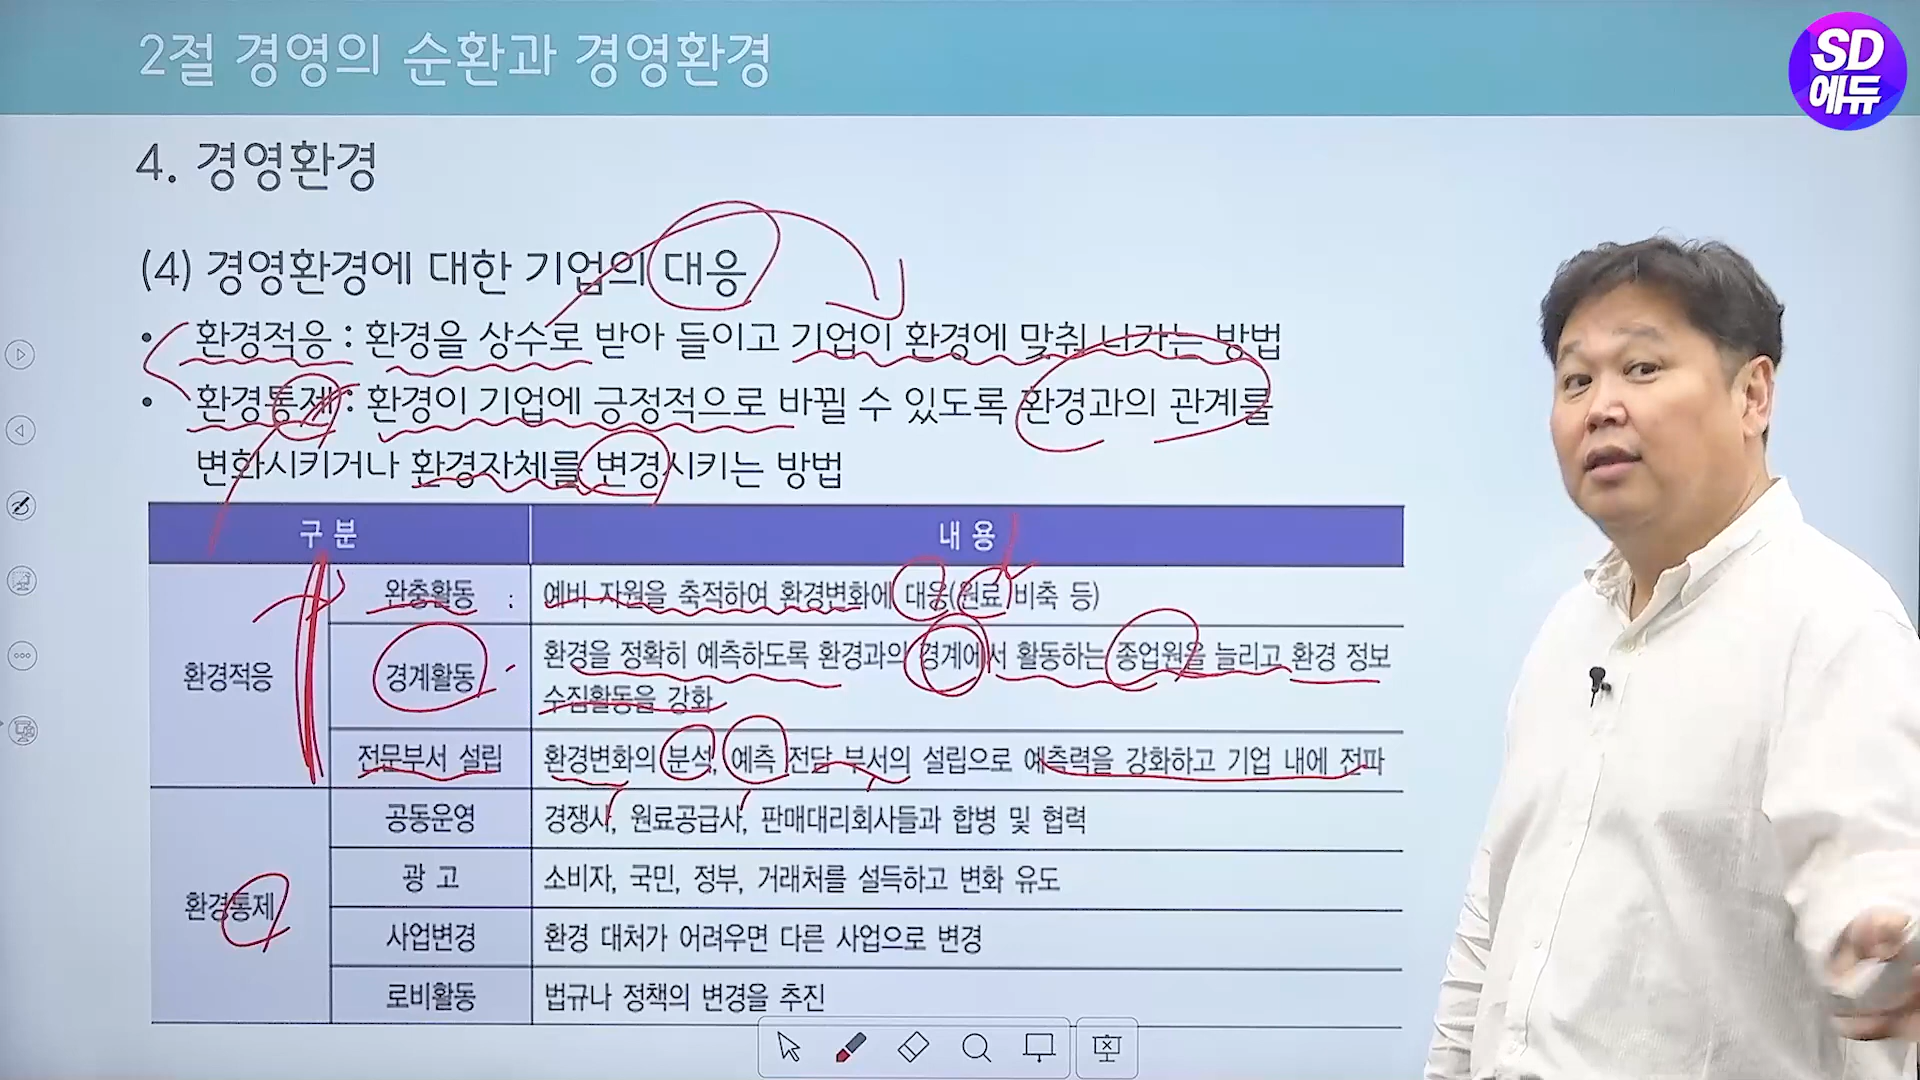 2절 경영의 순환과 경영환경
SD
에듀
4. 경영환경
(4) 경영환경에 대한 기업의 대응
• 환경적응 : 환경을 상수로 받아 들이고 기업이 환경에 맞춰 나가는 방법
• 환경통제 : 환경이 기업에 긍정적으로 바뀔 수 있도록 환경과의 관계를
변화시키거나 환경자체를 변경시키는 방법
구 분 내 용
환경적응
완충활동 : 예비 자원을 축적하여 환경변화에 대응(원료 비축 등)
경계활동 환경을 정확히 예측하도록 환경과의 경계에서 활동하는 종업원을 늘리고 환경 정보
수집활동을 강화
전문부서 설립 환경변화의 분석, 예측 전담 부서의 설립으로 예측력을 강화하고 기업 내에 전파
환경통제
공동운영 경쟁사, 원료공급사, 판매대리회사들과 합병 및 협력
광 고 소비자, 국민, 정부, 거래처를 설득하고 변화 유도
사업변경 환경 대처가 어려우면 다른 사업으로 변경
로비활동 법규나 정책의 변경을 추진